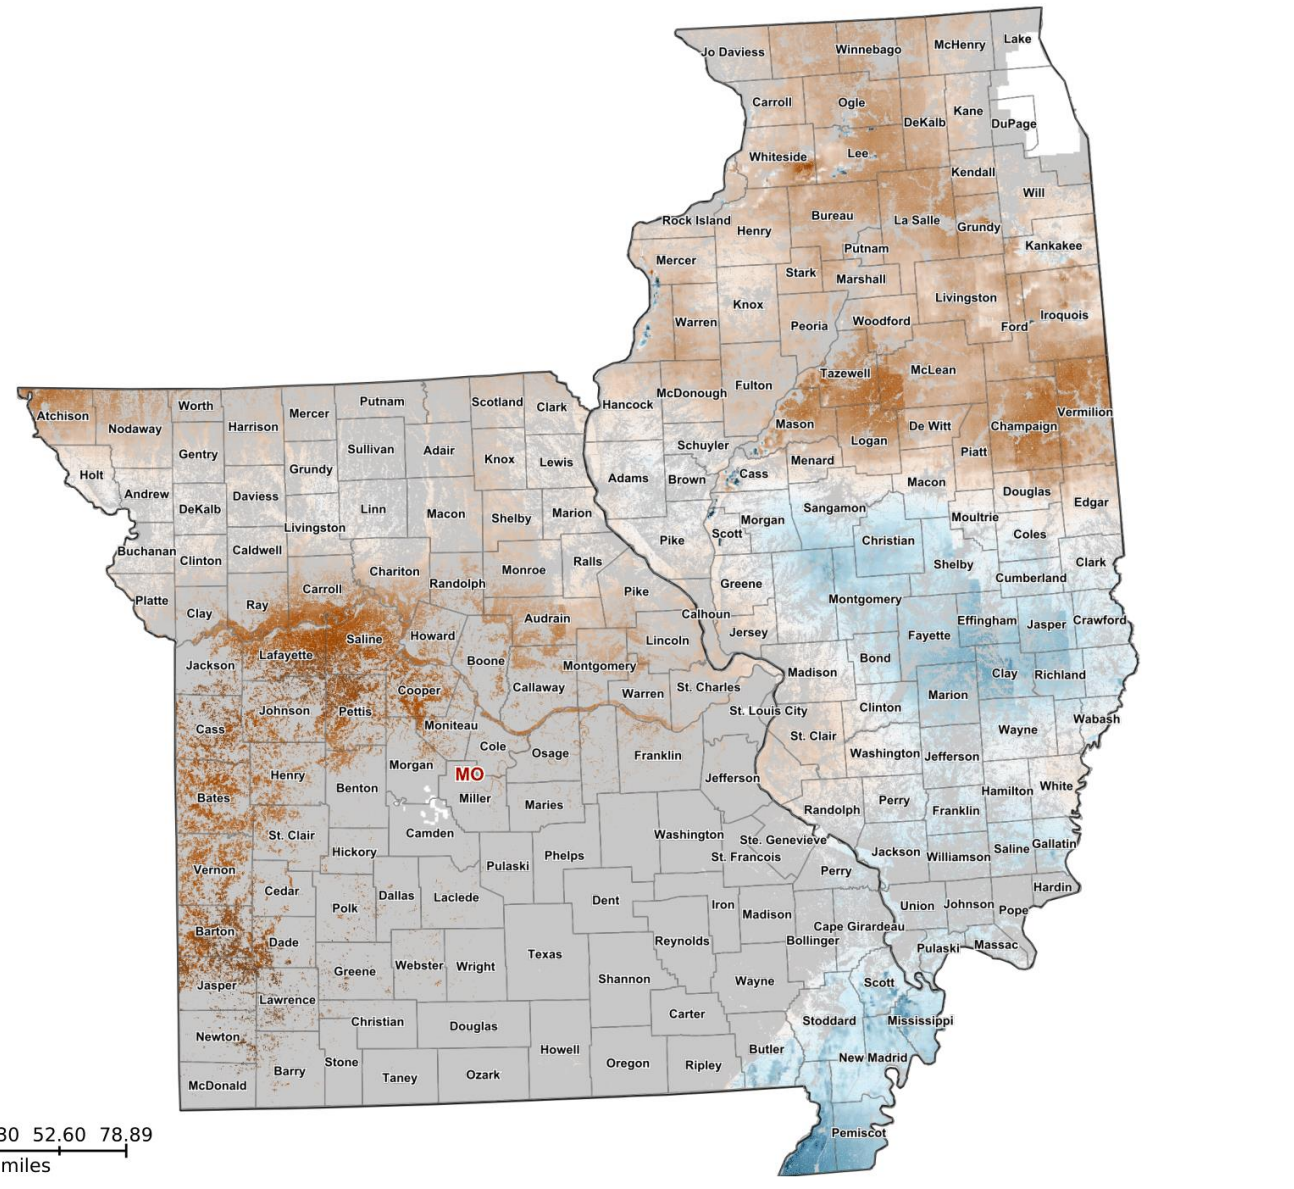 Jo Daviess Winnebago McHenry Lake
Carroll Ogle DeKalb Kane DuPage
Whiteside Lee Kendall Will
Rock Island Henry Bureau La Salle Grundy
Mercer Putnam Kankakee
Stark Marshall
Knox Livingston
Warren Peoria Woodford Ford Iroquois
Tazewell McLean
Hancock McDonough Fulton
Mason Logan De Witt Champaign Vermilion
Schuyler Piatt
Adams Brown Cass Menard Macon
Douglas Edgar
Scott Morgan Sangamon Moultrie
Pike Christian Coles
Shelby Clark
Greene Cumberland
Montgomery
Calhoun Effingham Jasper Crawford
Jersey Fayette
Bond
Madison Clay Richland
Marion
Clinton Wayne Wabash
St. Clair
Washington Jefferson
Hamilton White
Randolph Perry Franklin
Jackson Williamson Saline Gallatin
Hardin
Union Johnson Pope
Pulaski Massac
Atchison Worth Mercer Putnam Scotland Clark
Nodaway Harrison
Gentry Sullivan Adair Knox Lewis
Holt Grundy
Andrew DeKalb Daviess Linn Macon Shelby Marion
Livingston
Buchanan Clinton Caldwell
Chariton Monroe Ralls
Platte Carroll Randolph Pike
Clay Ray Audrain
Saline Howard Lincoln
Jackson Lafayette Boone Montgomery
Cooper Callaway Warren St. Charles
Johnson Pettis St. Louis City
Cass Moniteau
Cole Osage Franklin
Henry Morgan MO Jefferson
Bates Benton Miller Maries
St. Clair Camden Washington Ste. Genevieve
Hickory Pulaski Phelps St. Francois
Vernon Perry
Cedar Dallas Laclede Dent Iron
Polk Madison
Barton Dade Reynolds Cape Girardeau
Bollinger
Greene Webster Wright Texas
Jasper Shannon Wayne Scott
Lawrence
Christian Douglas Carter Stoddard Mississippi
Newton Howell Butler
Barry Stone Oregon Ripley New Madrid
McDonald Taney Ozark
Pemiscot
30 52.60 78.89
miles